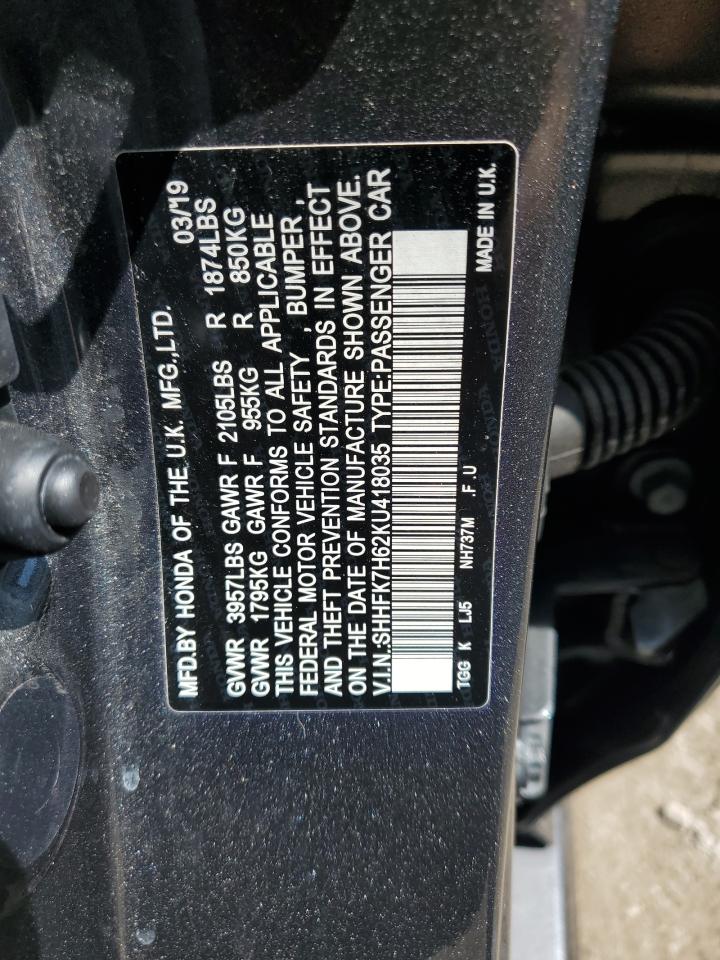 MFD.BY HONDA OF THE U.K. MFG.,LTD. 03/19
GVWR 3957LBS GAWR F 2105LBS R 1874LBS
GVWR 1795KG GAWR F 955KG R 850KG
THIS VEHICLE CONFORMS TO ALL APPLICABLE
FEDERAL MOTOR VEHICLE SAFETY , BUMPER ,
AND THEFT PREVENTION STANDARDS IN EFFECT
ON THE DATE OF MANUFACTURE SHOWN ABOVE.
V.I.N.:SHHFK7H62KU418035 TYPE:PASSENGER CAR
TGG K LJ5 NH737M .F.U MADE IN U.K.